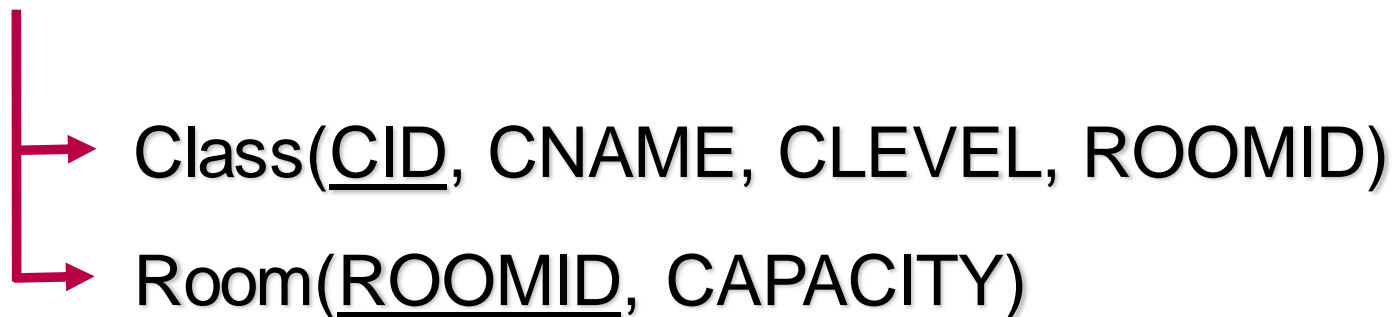 Class(CID, CNAME, CLEVEL, ROOMID)
Room(ROOMID, CAPACITY)